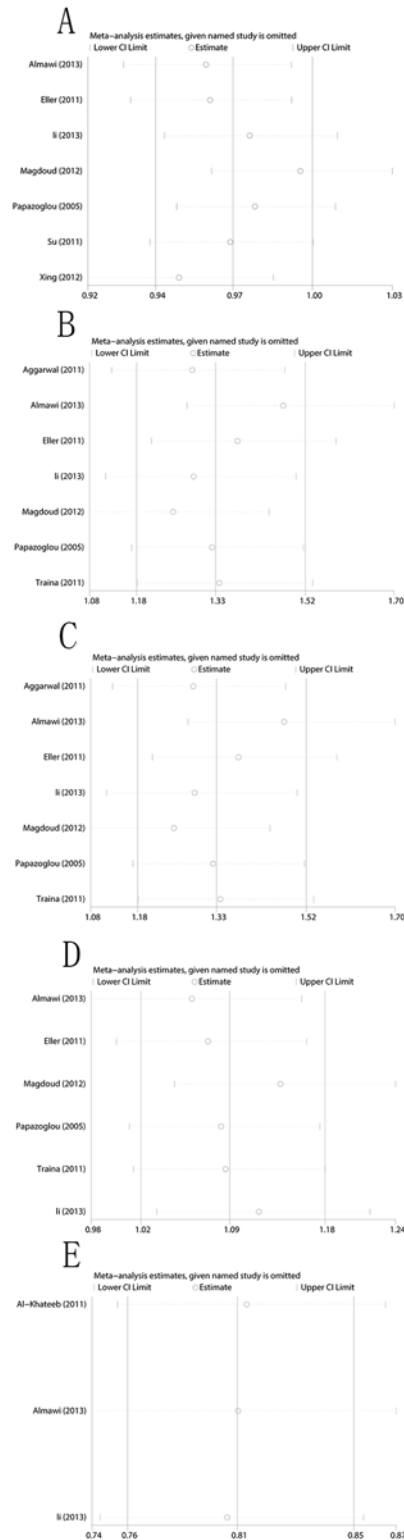 A
Meta-analysis estimates, given named study is omitted
Lower CI Limit Estimate Upper CI Limit
Almawi (2013)
Eller (2011)
li (2013)
Magdoud (2012)
Papazoglou (2005)
Su (2011)
Xing (2012)
0.92 0.94 0.97 1.00 1.03
B
Meta-analysis estimates, given named study is omitted
Lower CI Limit Estimate Upper CI Limit
Aggarwal (2011)
Almawi (2013)
Eller (2011)
li (2013)
Magdoud (2012)
Papazoglou (2005)
Traina (2011)
1.08 1.18 1.33 1.52 1.70
C
Meta-analysis estimates, given named study is omitted
Lower CI Limit Estimate Upper CI Limit
Aggarwal (2011)
Almawi (2013)
Eller (2011)
li (2013)
Magdoud (2012)
Papazoglou (2005)
Traina (2011)
1.08 1.18 1.33 1.52 1.70
D
Meta-analysis estimates, given named study is omitted
Lower CI Limit Estimate Upper CI Limit
Almawi (2013)
Eller (2011)
Magdoud (2012)
Papazoglou (2005)
Traina (2011)
li (2013)
0.98 1.02 1.09 1.18 1.24
E
Meta-analysis estimates, given named study is omitted
Lower CI Limit Estimate Upper CI Limit
Al-Khateeb (2011)
Almawi (2013)
li (2013)
0.74 0.76 0.81 0.85 0.87